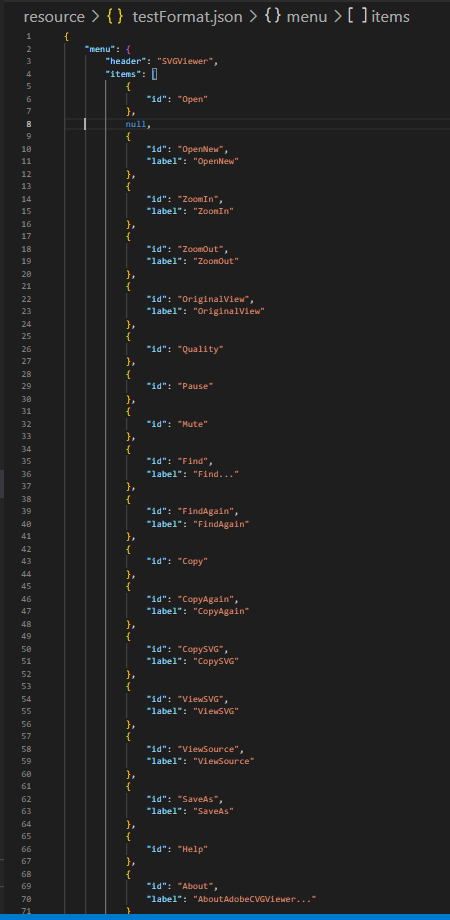 resource > {} testFormat.json > {} menu > [ ] items
1 {
2 "menu": {
3 "header": "SVGViewer",
4 "items": [
5 {
6 "id": "Open"
7 },
8 null,
9 {
10 "id": "OpenNew",
11 "label": "OpenNew"
12 },
13 {
14 "id": "ZoomIn",
15 "label": "ZoomIn"
16 },
17 {
18 "id": "ZoomOut",
19 "label": "ZoomOut"
20 },
21 {
22 "id": "OriginalView",
23 "label": "OriginalView"
24 },
25 {
26 "id": "Quality"
27 },
28 {
29 "id": "Pause"
30 },
31 {
32 "id": "Mute"
33 },
34 {
35 "id": "Find",
36 "label": "Find..."
37 },
38 {
39 "id": "FindAgain",
40 "label": "FindAgain"
41 },
42 {
43 "id": "Copy"
44 },
45 {
46 "id": "CopyAgain",
47 "label": "CopyAgain"
48 },
49 {
50 "id": "CopySVG",
51 "label": "CopySVG"
52 },
53 {
54 "id": "ViewSVG",
55 "label": "ViewSVG"
56 },
57 {
58 "id": "ViewSource",
59 "label": "ViewSource"
60 },
61 {
62 "id": "SaveAs",
63 "label": "SaveAs"
64 },
65 {
66 "id": "Help"
67 },
68 {
69 "id": "About",
70 "label": "AboutAdobeCVGViewer..."
71 }